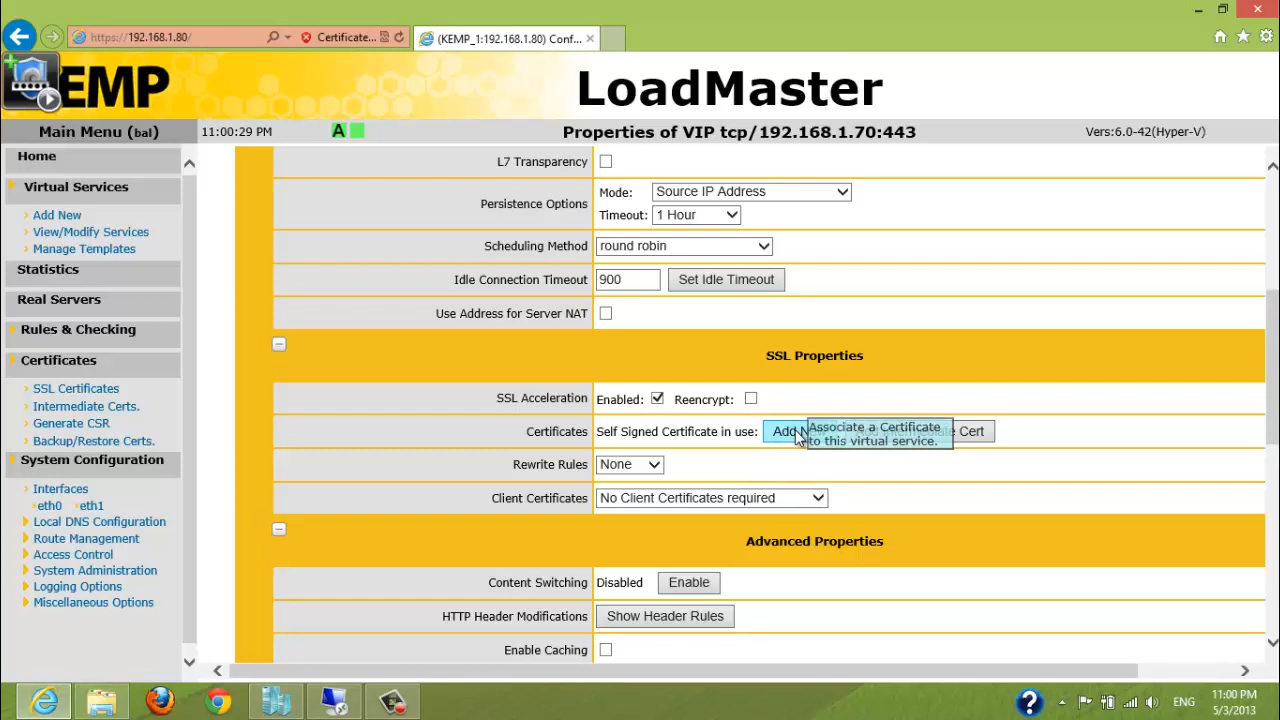 https://192.168.1.80/
Certificate...
(KEMP_1:192.168.1.80) Conf...
EMP
LoadMaster
Main Menu (bal)
11:00:29 PM
A
Properties of VIP tcp/192.168.1.70:443
Vers:6.0-42(Hyper-V)
Home
Virtual Services
Add New
View/Modify Services
Manage Templates
Statistics
Real Servers
Rules & Checking
Certificates
SSL Certificates
Intermediate Certs.
Generate CSR
Backup/Restore Certs.
System Configuration
Interfaces
eth0 eth1
Local DNS Configuration
Route Management
Access Control
System Administration
Logging Options
Miscellaneous Options
L7 Transparency
Persistence Options
Mode: Source IP Address
Timeout: 1 Hour
Scheduling Method round robin
Idle Connection Timeout 900 Set Idle Timeout
Use Address for Server NAT
SSL Properties
SSL Acceleration Enabled: Reencrypt:
Certificates Self Signed Certificate in use: Add Cert
Associate a Certificate
to this virtual service.
Rewrite Rules None
Client Certificates No Client Certificates required
Advanced Properties
Content Switching Disabled Enable
HTTP Header Modifications Show Header Rules
Enable Caching
ENG
11:00 PM
5/3/2013